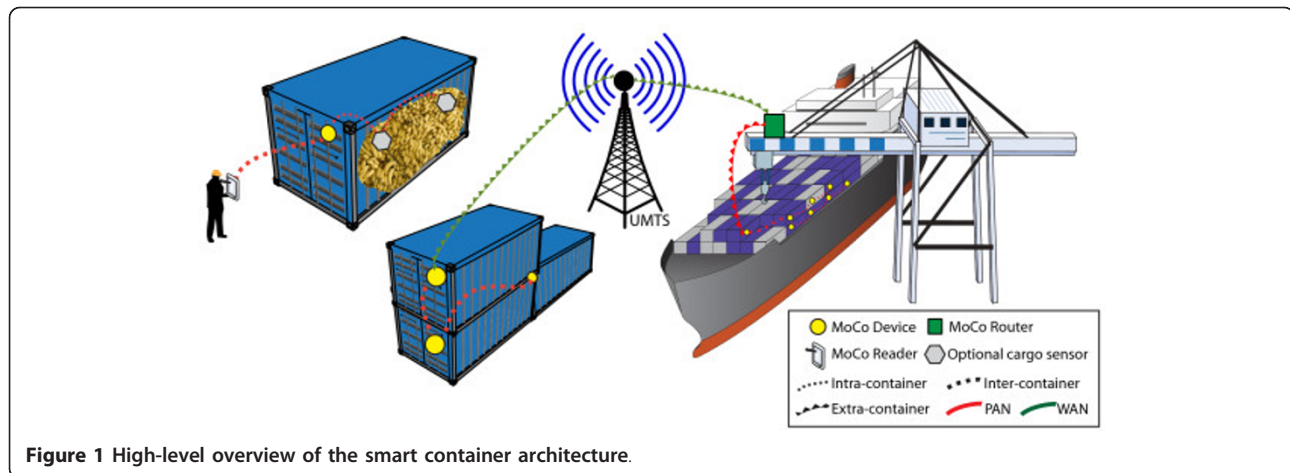 UMTS
MoCo Device MoCo Router
MoCo Reader Optional cargo sensor
Intra-container Inter-container
Extra-container PAN WAN
Figure 1 High-level overview of the smart container architecture.